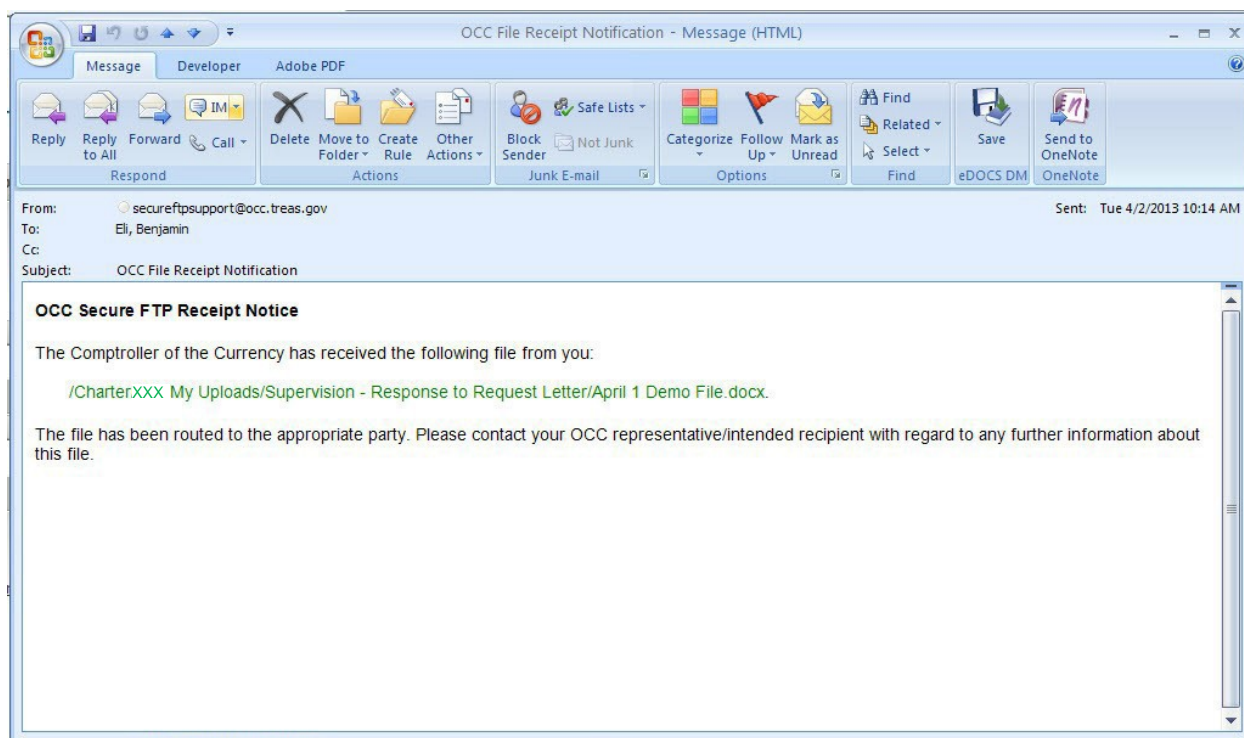 OCC File Receipt Notification - Message (HTML)
Message Developer Adobe PDF
Reply Reply to All Forward IM Call
Respond
Delete Move to Folder Create Rule Other Actions
Actions
Block Sender Safe Lists Not Junk
Junk E-mail
Categorize Follow Up Mark as Unread
Options
Find Related Select
Find
Save
eDOCS DM
Send to OneNote
OneNote
From: secureftpsupport@occ.treas.gov Sent: Tue 4/2/2013 10:14 AM
To: Eli, Benjamin
Cc:
Subject: OCC File Receipt Notification
OCC Secure FTP Receipt Notice
The Comptroller of the Currency has received the following file from you:
/CharterXXX My Uploads/Supervision - Response to Request Letter/April 1 Demo File.docx.
The file has been routed to the appropriate party. Please contact your OCC representative/intended recipient with regard to any further information about
this file.